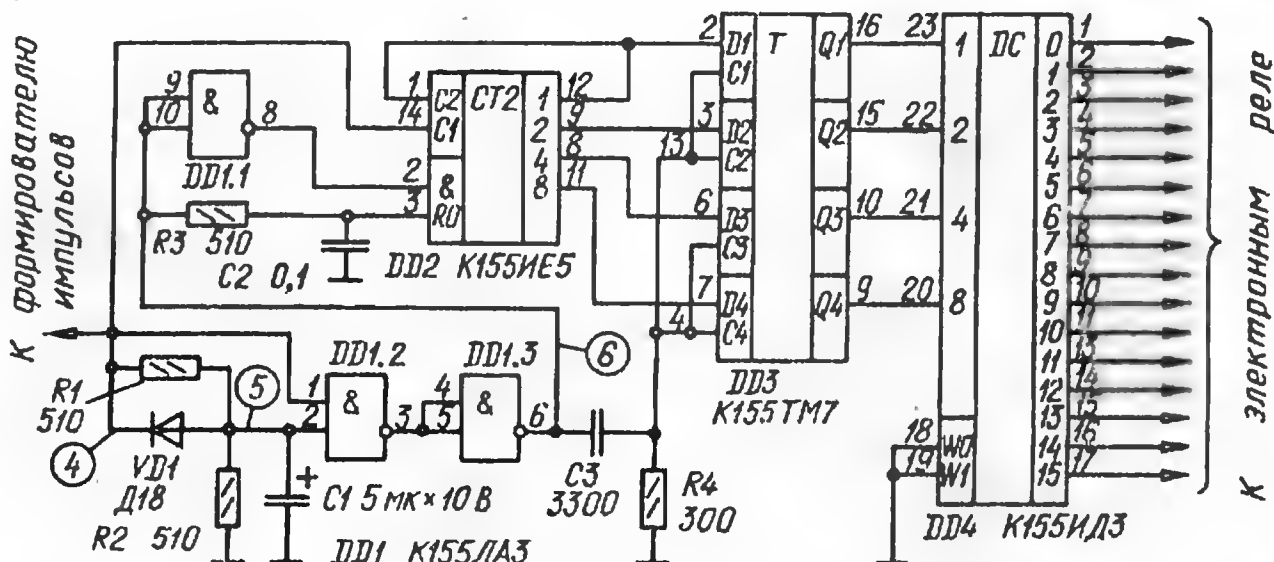 К формирователю
импульсов
9
10
&
8
DD1.1
R3 510
C2 0,1
1
14
C2
C1
CT2
1
2
4
8
12
9
8
11
2
3
&
R0
DD2 К155ИЕ5
2
3
13
6
7
4
D1
C1
D2
C2
D3
C3
D4
C4
T
Q1
Q2
Q3
Q4
16
15
10
9
DD3
К155ТМ7
23
22
21
20
1
2
4
8
DC
18
19
W0
W1
0
1
2
3
4
5
6
7
8
9
10
11
12
13
14
15
1
2
3
4
5
6
7
8
9
10
11
13
14
15
16
17
DD4 К155ИД3
К электронным реле
R1
510
4
VD1
Д18
R2 510
5
+
C1 5 мк × 10 В
1
2
DD1.2
&
3
4
5
DD1.3
&
6
6
C3
3300
R4
300
DD1 К155ЛА3